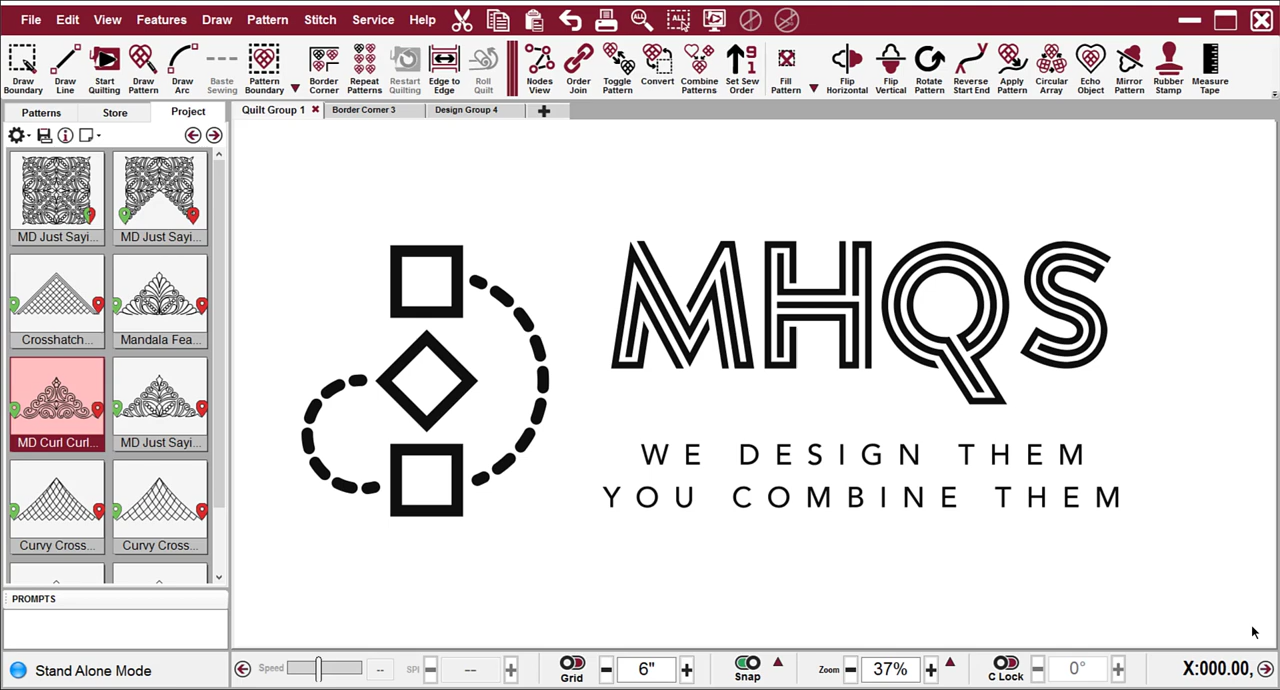 File Edit View Features Draw Pattern Stitch Service Help
ALL ALL
Draw Boundary
Draw Line
Start Quilting
Draw Pattern
Draw Arc
Baste Sewing
Pattern Boundary
Border Corner
Repeat Patterns
Restart Quilting
Edge to Edge
Roll Quilt
Nodes View
Order Join
Toggle Pattern
Convert
Combine Patterns
9 1
Set Sew Order
Fill Pattern
Flip Horizontal
Flip Vertical
Rotate Pattern
Reverse Start End
Apply Pattern
Circular Array
Echo Object
Mirror Pattern
Rubber Stamp
Measure Tape
Patterns Store Project
Quilt Group 1 Border Corner 3 Design Group 4
MD Just Sayi... MD Just Sayi...
Crosshatch... Mandala Fea...
MD Curl Curl... MD Just Sayi...
Curvy Cross... Curvy Cross...
MHQS
WE DESIGN THEM
YOU COMBINE THEM
PROMPTS
Stand Alone Mode
Speed -- SPI -- Grid 6" Snap Zoom 37% C Lock 0° X:000.00,